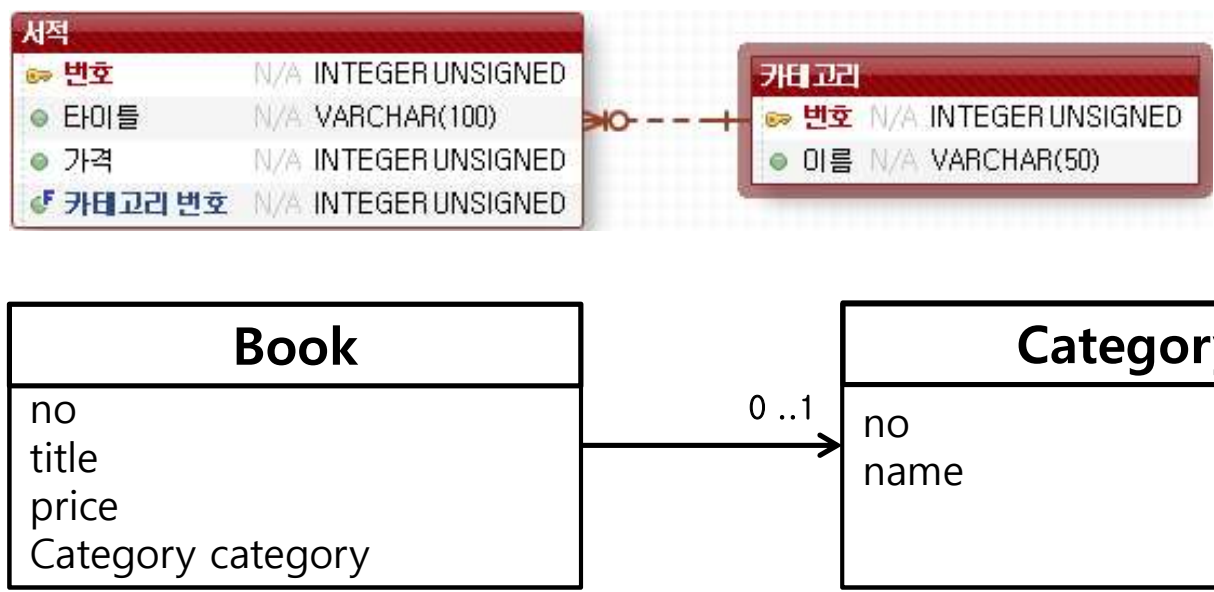 서적
번호 N/A INTEGER UNSIGNED
타이틀 N/A VARCHAR(100)
가격 N/A INTEGER UNSIGNED
카테고리 번호 N/A INTEGER UNSIGNED
카테고리
번호 N/A INTEGER UNSIGNED
이름 N/A VARCHAR(50)
Book
no
title
price
Category category
0 ..1
Categor
no
name